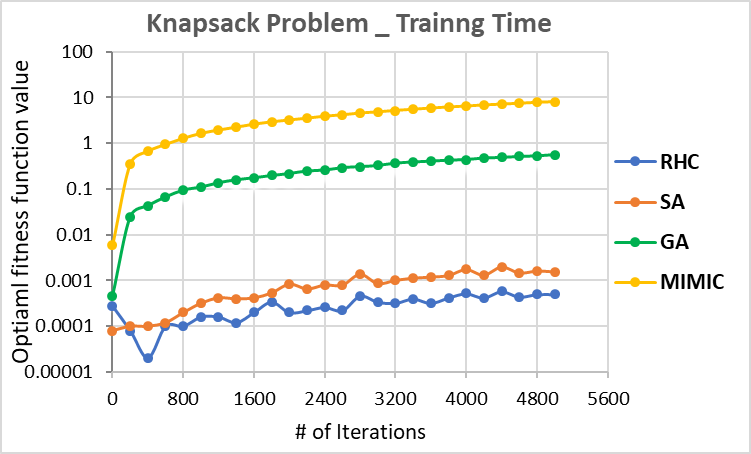 Knapsack Problem _ Trainng Time
Optiaml fitness function value
100
10
1
0.1
0.01
0.001
0.0001
0.00001
0 800 1600 2400 3200 4000 4800 5600
# of Iterations
RHC
SA
GA
MIMIC